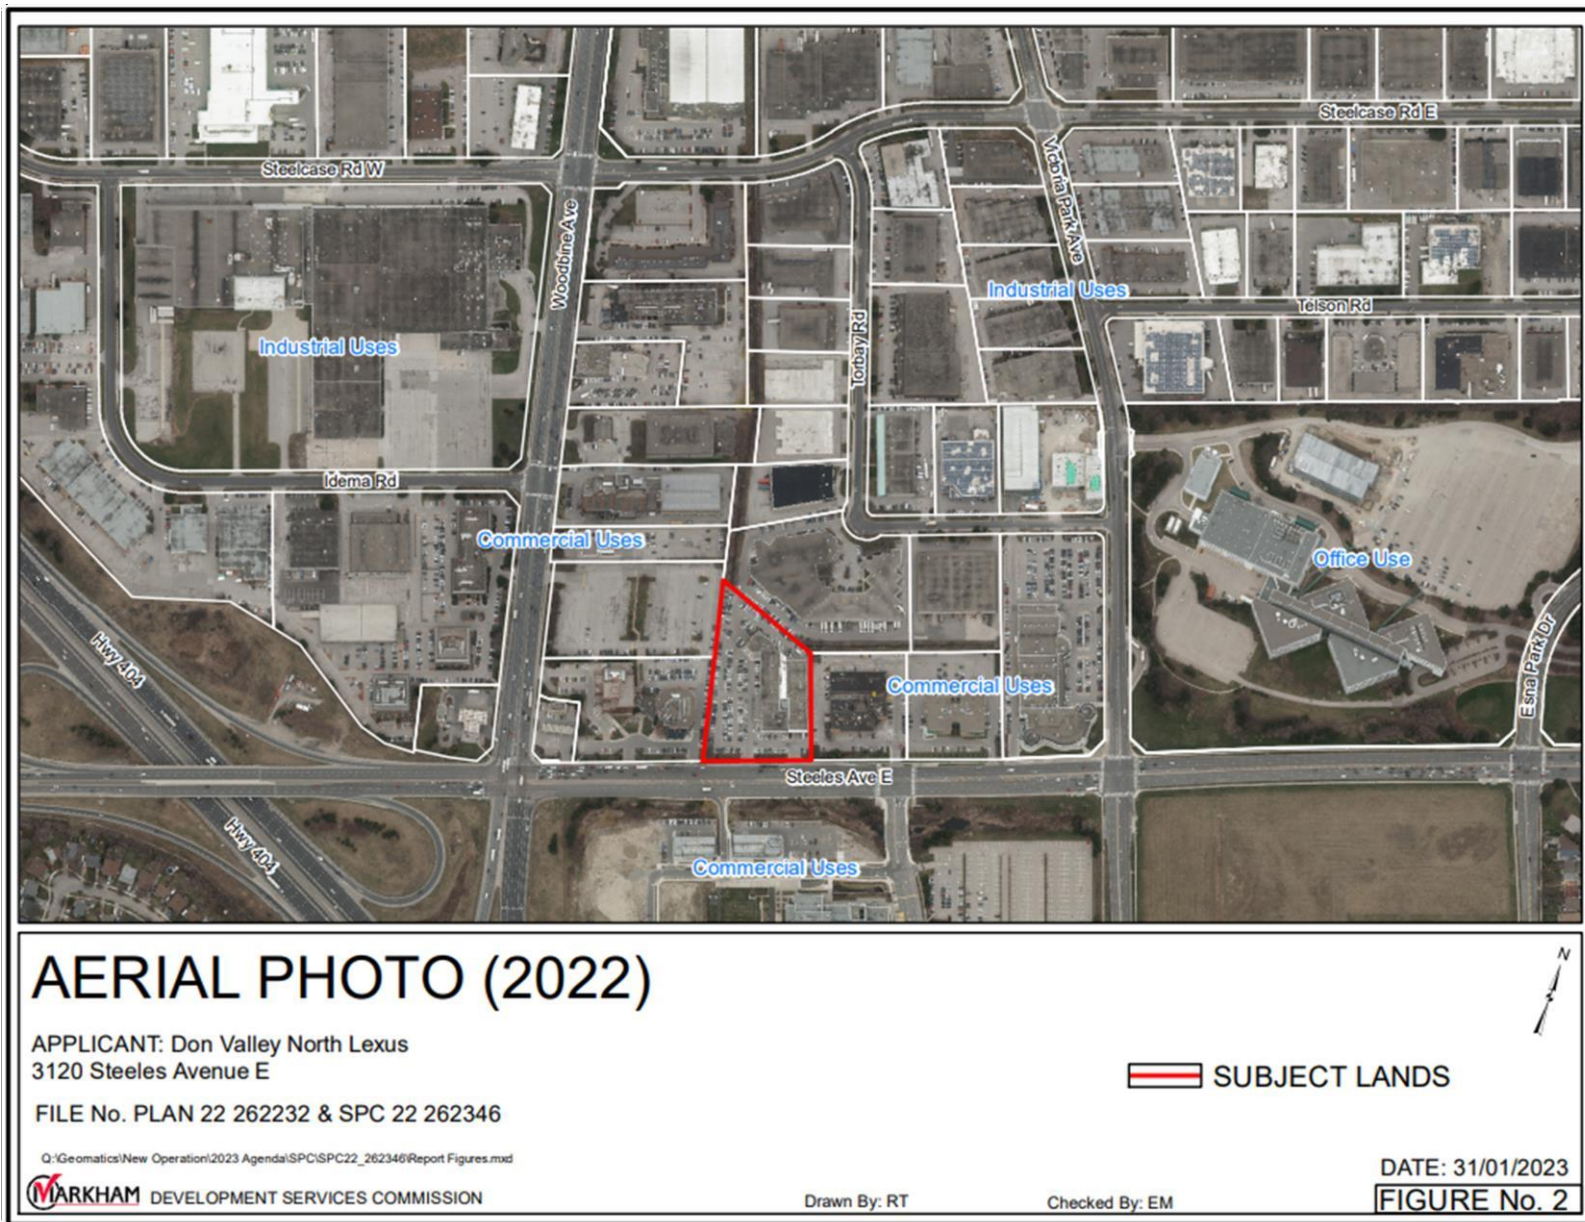 Steelcase Rd E
Steelcase Rd W
Victoria Park Ave
Woodbine Ave
Industrial Uses
Telson Rd
Torbay Rd
Industrial Uses
Idema Rd
Commercial Uses
Office Use
Hwy 404
Esna Park Dr
Commercial Uses
Steeles Ave E
Hwy 404
Commercial Uses
AERIAL PHOTO (2022)
N
APPLICANT: Don Valley North Lexus
3120 Steeles Avenue E
SUBJECT LANDS
FILE No. PLAN 22 262232 & SPC 22 262346
Q:\Geomatics\New Operation\2023 Agenda\SPC\SPC22_262346\Report Figures.mxd
DATE: 31/01/2023
MARKHAM DEVELOPMENT SERVICES COMMISSION
Drawn By: RT
Checked By: EM
FIGURE No. 2